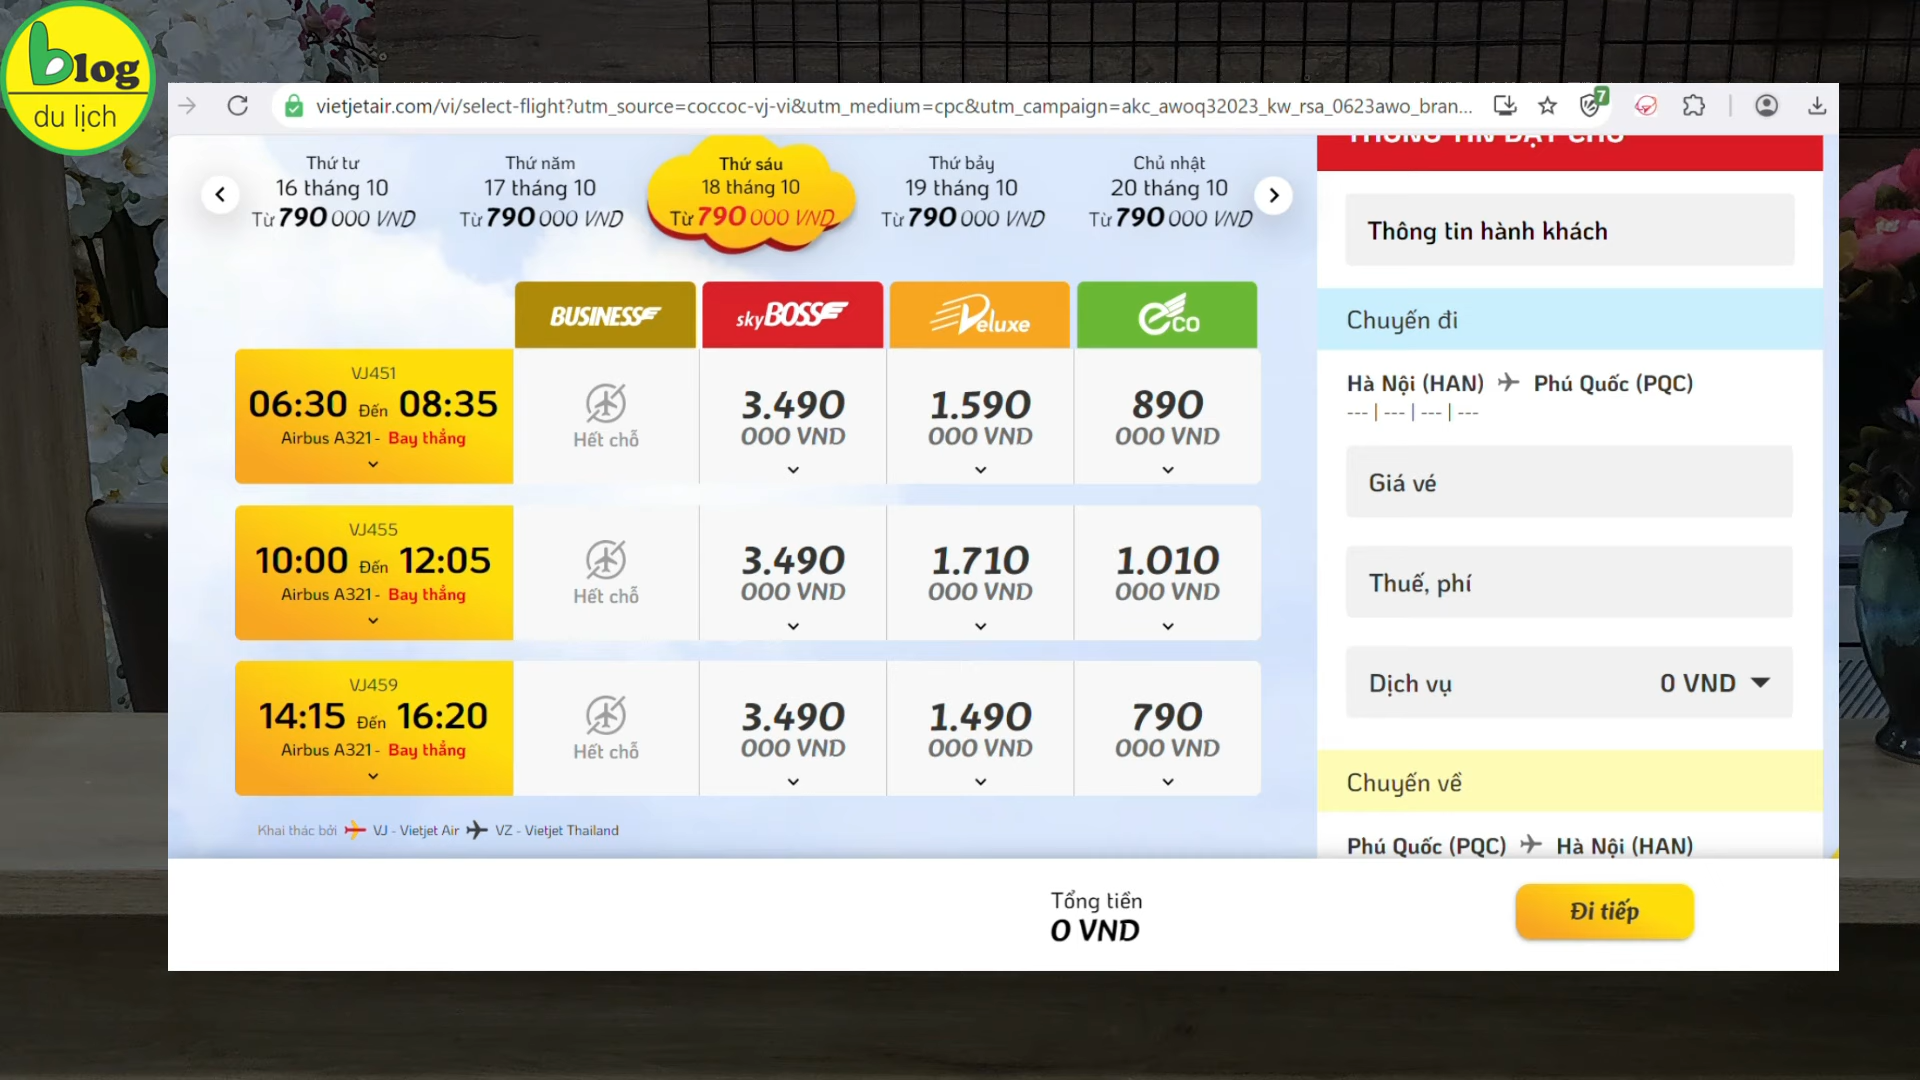 blog
du lịch
vietjetair.com/vi/select-flight?utm_source=coccoc-vj-vi&utm_medium=cpc&utm_campaign=akc_awoq32023_kw_rsa_0623awo_bran...
7
Thứ tư
16 tháng 10
Từ 790 000 VND
Thứ năm
17 tháng 10
Từ 790 000 VND
Thứ sáu
18 tháng 10
Từ 790 000 VND
Thứ bảy
19 tháng 10
Từ 790 000 VND
Chủ nhật
20 tháng 10
Từ 790 000 VND
BUSINESS
skyBOSS
Deluxe
eco
VJ451
06:30 Đến 08:35
Airbus A321 - Bay thẳng
Hết chỗ
3.490
000 VND
1.590
000 VND
890
000 VND
VJ455
10:00 Đến 12:05
Airbus A321 - Bay thẳng
Hết chỗ
3.490
000 VND
1.710
000 VND
1.010
000 VND
VJ459
14:15 Đến 16:20
Airbus A321 - Bay thẳng
Hết chỗ
3.490
000 VND
1.490
000 VND
790
000 VND
Khai thác bởi VJ - Vietjet Air VZ - Vietjet Thailand
THÔNG TIN ĐẶT CHỖ
Thông tin hành khách
Chuyến đi
Hà Nội (HAN) Phú Quốc (PQC)
--- | --- | --- | ---
Giá vé
Thuế, phí
Dịch vụ 0 VND
Chuyến về
Phú Quốc (PQC) Hà Nội (HAN)
Tổng tiền
0 VND
Đi tiếp